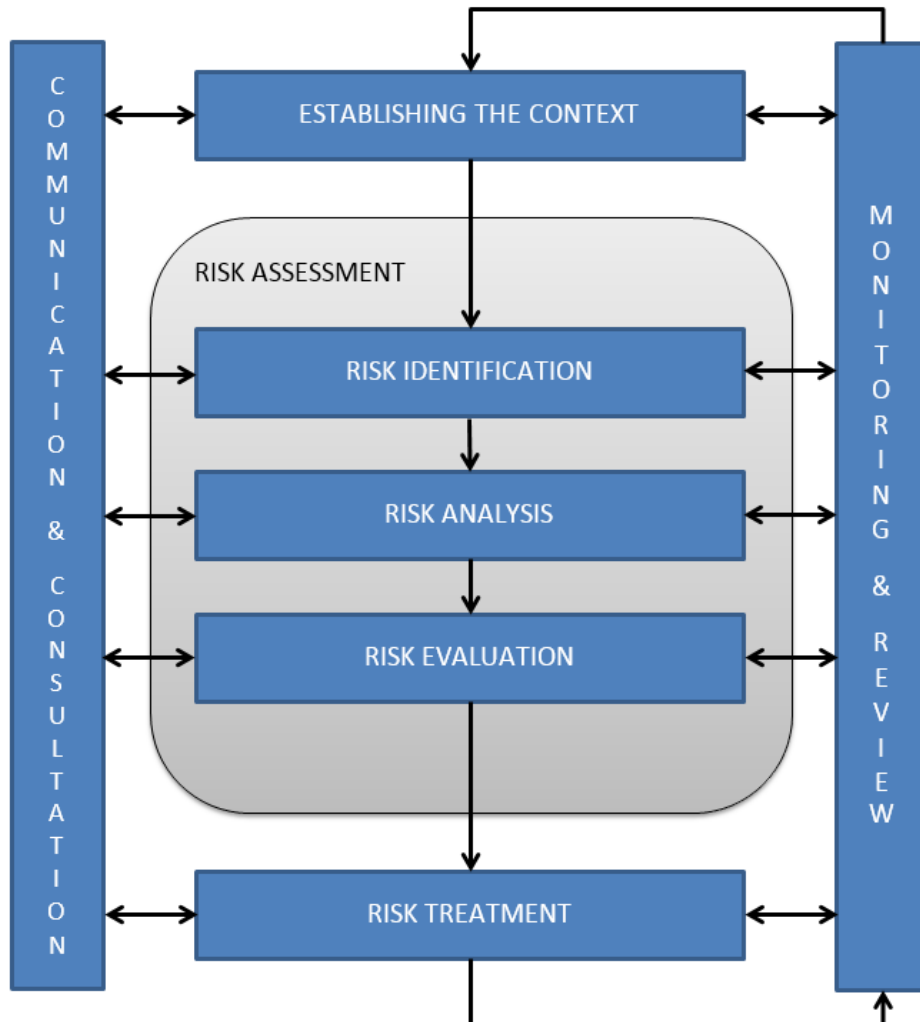 COMMUNICATION & CONSULTATION
ESTABLISHING THE CONTEXT
RISK ASSESSMENT
RISK IDENTIFICATION
RISK ANALYSIS
RISK EVALUATION
RISK TREATMENT
MONITORING & REVIEW